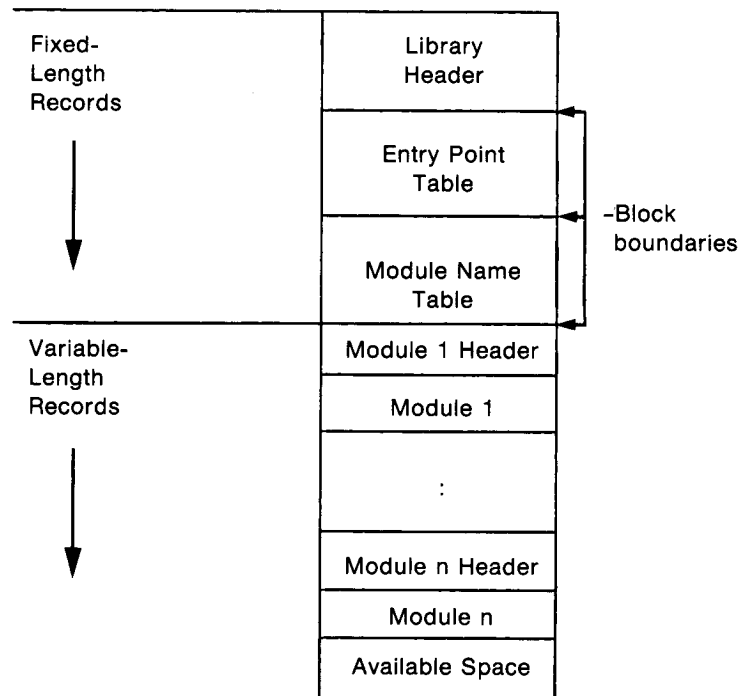 Fixed-
Length
Records
Library
Header
Entry Point
Table
-Block
boundaries
Module Name
Table
Variable-
Length
Records
Module 1 Header
Module 1
:
Module n Header
Module n
Available Space